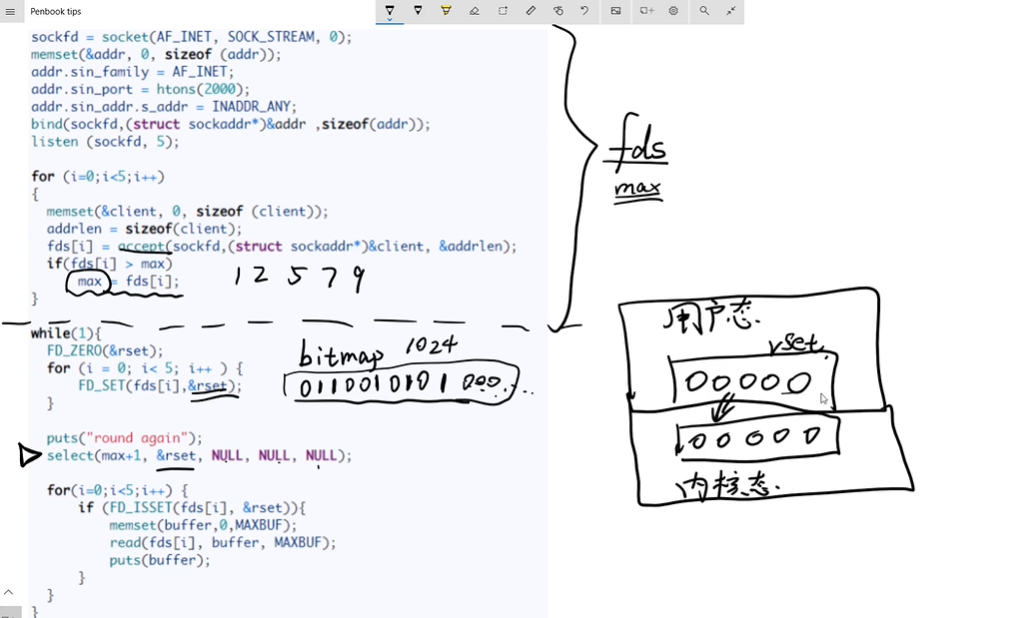 Penbook tips
sockfd = socket(AF_INET, SOCK_STREAM, 0);
memset(&addr, 0, sizeof (addr));
addr.sin_family = AF_INET;
addr.sin_port = htons(2000);
addr.sin_addr.s_addr = INADDR_ANY;
bind(sockfd,(struct sockaddr*)&addr ,sizeof(addr));
listen (sockfd, 5);
for (i=0;i<5;i++)
{
memset(&client, 0, sizeof (client));
addrlen = sizeof(client);
fds[i] = accept(sockfd,(struct sockaddr*)&client, &addrlen);
if(fds[i] > max)
max = fds[i];
}
1 2 5 7 9
while(1){
FD_ZERO(&rset);
for (i = 0; i< 5; i++ ) {
FD_SET(fds[i],&rset);
}
bitmap 1024
0110010101 000...
puts("round again");
select(max+1, &rset, NULL, NULL, NULL);
for(i=0;i<5;i++) {
if (FD_ISSET(fds[i], &rset)){
memset(buffer,0,MAXBUF);
read(fds[i], buffer, MAXBUF);
puts(buffer);
}
}
}
fds
max
用户态.
rset.
00000
00000
内核态.